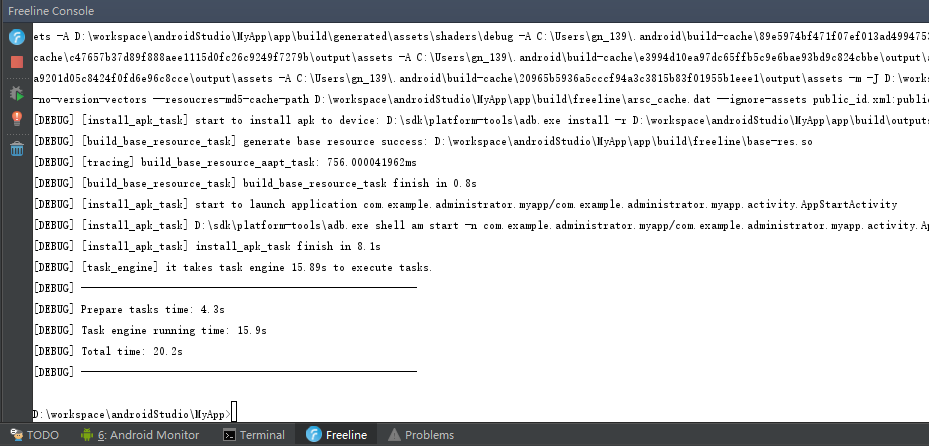 Freeline Console
ets -A D:\workspace\androidStudio\MyApp\app\build\generated\assets\shaders\debug -A C:\Users\gn_139\.android\build-cache\89e5974bf471f07ef013ad4994753
cache\c47657b37d89f888aee1115d0fc26c9249f7279b\output\assets -A C:\Users\gn_139\.android\build-cache\e3994d10ea97dc65ffb5c9e6bae93bd9c824cbbe\output\as
a9201d05c8424f0fd6e96c8cce\output\assets -A C:\Users\gn_139\.android\build-cache\20965b5936a5cccf94a3c3815b83f01955b1eee1\output\assets -m -J D:\works
-no-version-vectors --resoucres-md5-cache-path D:\workspace\androidStudio\MyApp\app\build\freeline\arsc_cache.dat --ignore-assets public_id.xml:public
[DEBUG] [install_apk_task] start to install apk to device: D:\sdk\platform-tools\adb.exe install -r D:\workspace\androidStudio\MyApp\app\build\outputs
[DEBUG] [build_base_resource_task] generate base resource success: D:\workspace\androidStudio\MyApp\app\build\freeline\base-res.so
[DEBUG] [tracing] build_base_resource_aapt_task: 756.000041962ms
[DEBUG] [build_base_resource_task] build_base_resource_task finish in 0.8s
[DEBUG] [install_apk_task] start to launch application com.example.administrator.myapp/com.example.administrator.myapp.activity.AppStartActivity
[DEBUG] [install_apk_task] D:\sdk\platform-tools\adb.exe shell am start -n com.example.administrator.myapp/com.example.administrator.myapp.activity.Ap
[DEBUG] [install_apk_task] install_apk_task finish in 8.1s
[DEBUG] [task_engine] it takes task engine 15.89s to execute tasks.
[DEBUG] ————————————————————————
[DEBUG] Prepare tasks time: 4.3s
[DEBUG] Task engine running time: 15.9s
[DEBUG] Total time: 20.2s
[DEBUG] ————————————————————————
D:\workspace\androidStudio\MyApp>
TODO 6: Android Monitor Terminal Freeline Problems